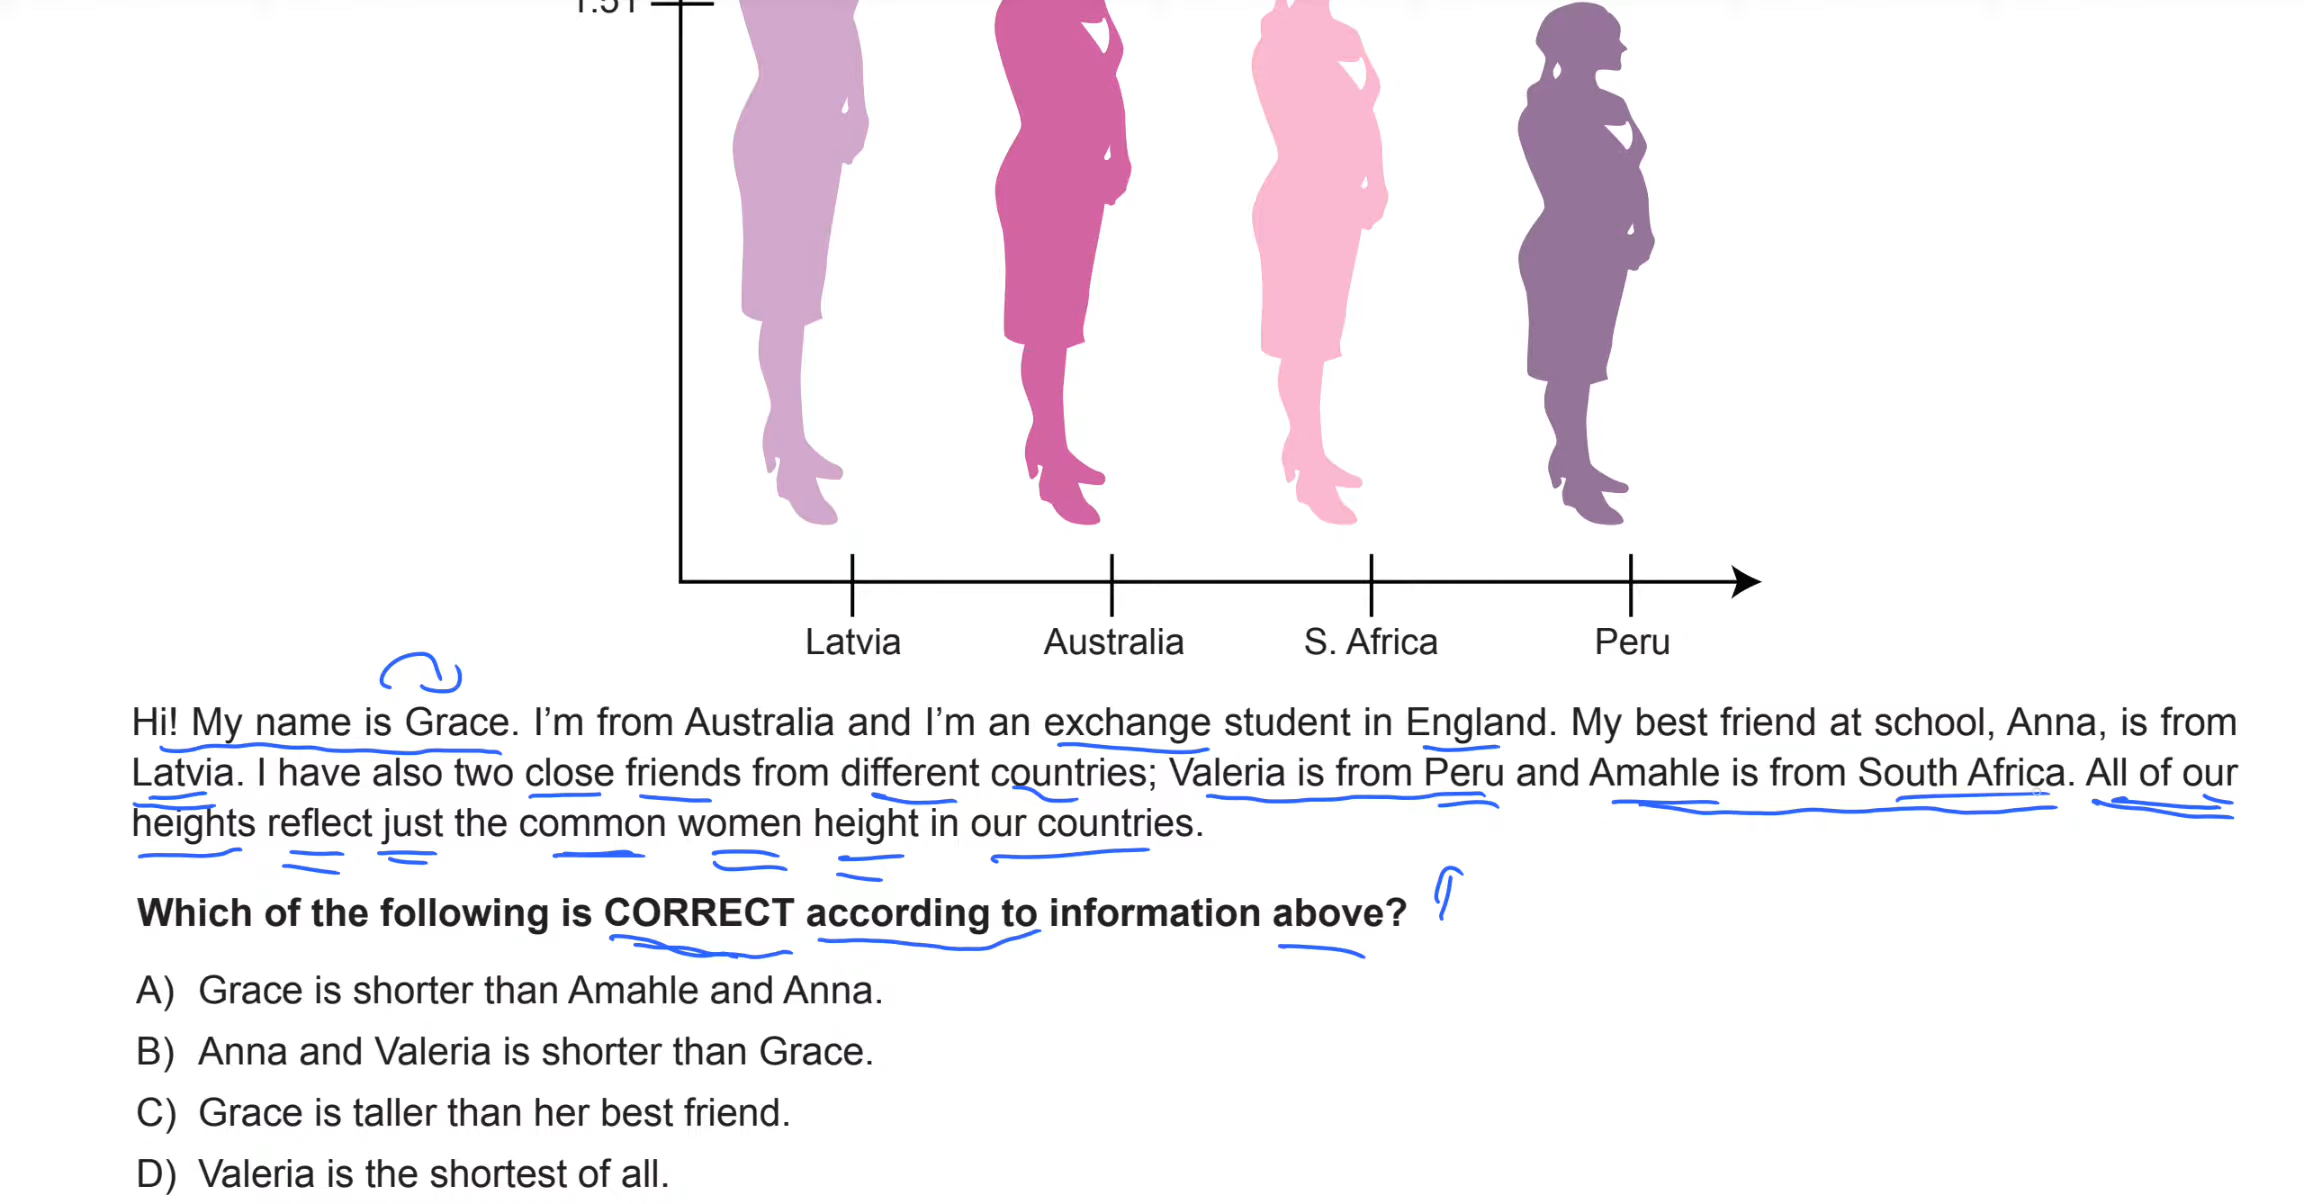 1.51
Latvia Australia S. Africa Peru
Hi! My name is Grace. I'm from Australia and I'm an exchange student in England. My best friend at school, Anna, is from
Latvia. I have also two close friends from different countries; Valeria is from Peru and Amahle is from South Africa. All of our
heights reflect just the common women height in our countries.
Which of the following is CORRECT according to information above?
A) Grace is shorter than Amahle and Anna.
B) Anna and Valeria is shorter than Grace.
C) Grace is taller than her best friend.
D) Valeria is the shortest of all.